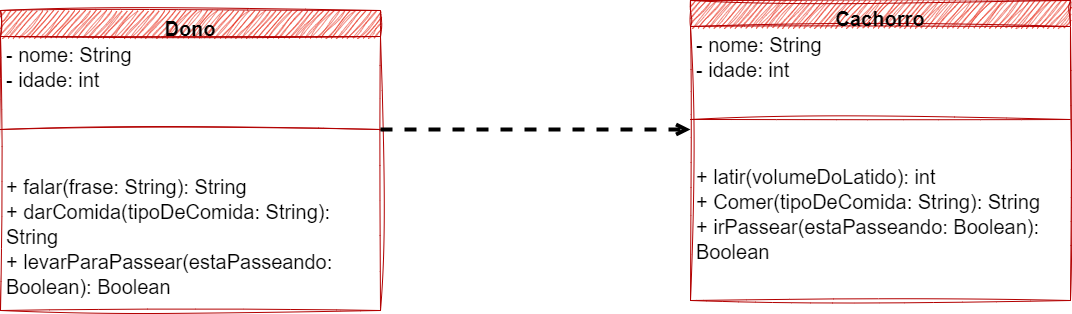 Dono
- nome: String
- idade: int
+ falar(frase: String): String
+ darComida(tipoDeComida: String):
String
+ levarParaPassear(estaPasseando:
Boolean): Boolean
Cachorro
- nome: String
- idade: int
+ latir(volumeDoLatido): int
+ Comer(tipoDeComida: String): String
+ irPassear(estaPasseando: Boolean):
Boolean